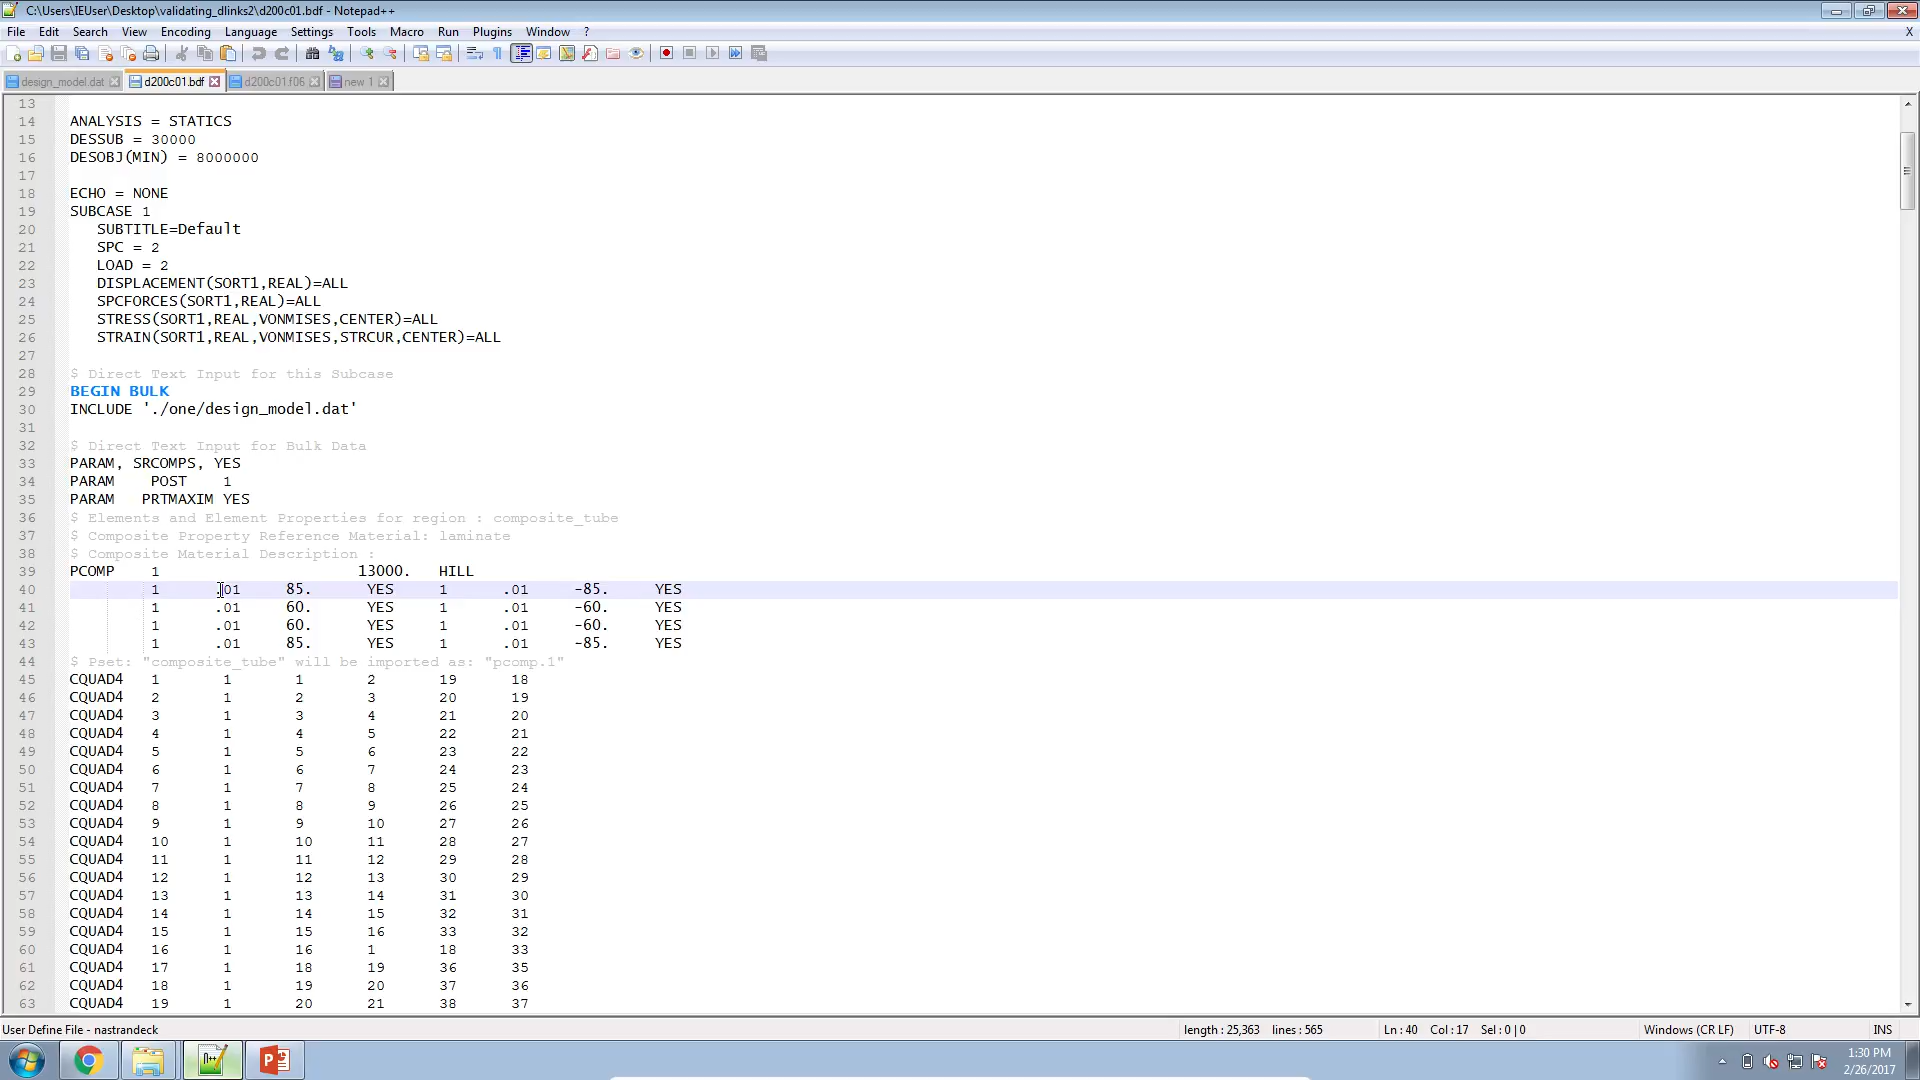 C:\Users\IEUser\Desktop\validating_dlinks2\d200c01.bdf - Notepad++
File Edit Search View Encoding Language Settings Tools Macro Run Plugins Window ? X
design_model.dat d200c01.bdf d200c01.f06 new 1
13
14 ANALYSIS = STATICS
15 DESSUB = 30000
16 DESOBJ(MIN) = 8000000
17
18 ECHO = NONE
19 SUBCASE 1
20 SUBTITLE=Default
21 SPC = 2
22 LOAD = 2
23 DISPLACEMENT(SORT1,REAL)=ALL
24 SPCFORCES(SORT1,REAL)=ALL
25 STRESS(SORT1,REAL,VONMISES,CENTER)=ALL
26 STRAIN(SORT1,REAL,VONMISES,STRCUR,CENTER)=ALL
27
28 $ Direct Text Input for this Subcase
29 BEGIN BULK
30 INCLUDE './one/design_model.dat'
31
32 $ Direct Text Input for Bulk Data
33 PARAM, SRCOMPS, YES
34 PARAM POST 1
35 PARAM PRTMAXIM YES
36 $ Elements and Element Properties for region : composite_tube
37 $ Composite Property Reference Material: laminate
38 $ Composite Material Description :
39 PCOMP 1 13000. HILL
40 1 .01 85. YES 1 .01 -85. YES
41 1 .01 60. YES 1 .01 -60. YES
42 1 .01 60. YES 1 .01 -60. YES
43 1 .01 85. YES 1 .01 -85. YES
44 $ Pset: "composite_tube" will be imported as: "pcomp.1"
45 CQUAD4 1 1 1 2 19 18
46 CQUAD4 2 1 2 3 20 19
47 CQUAD4 3 1 3 4 21 20
48 CQUAD4 4 1 4 5 22 21
49 CQUAD4 5 1 5 6 23 22
50 CQUAD4 6 1 6 7 24 23
51 CQUAD4 7 1 7 8 25 24
52 CQUAD4 8 1 8 9 26 25
53 CQUAD4 9 1 9 10 27 26
54 CQUAD4 10 1 10 11 28 27
55 CQUAD4 11 1 11 12 29 28
56 CQUAD4 12 1 12 13 30 29
57 CQUAD4 13 1 13 14 31 30
58 CQUAD4 14 1 14 15 32 31
59 CQUAD4 15 1 15 16 33 32
60 CQUAD4 16 1 16 1 18 33
61 CQUAD4 17 1 18 19 36 35
62 CQUAD4 18 1 19 20 37 36
63 CQUAD4 19 1 20 21 38 37
User Define File - nastrandeck length : 25,363 lines : 565 Ln : 40 Col : 17 Sel : 0 | 0 Windows (CR LF) UTF-8 INS
1:30 PM
2/26/2017